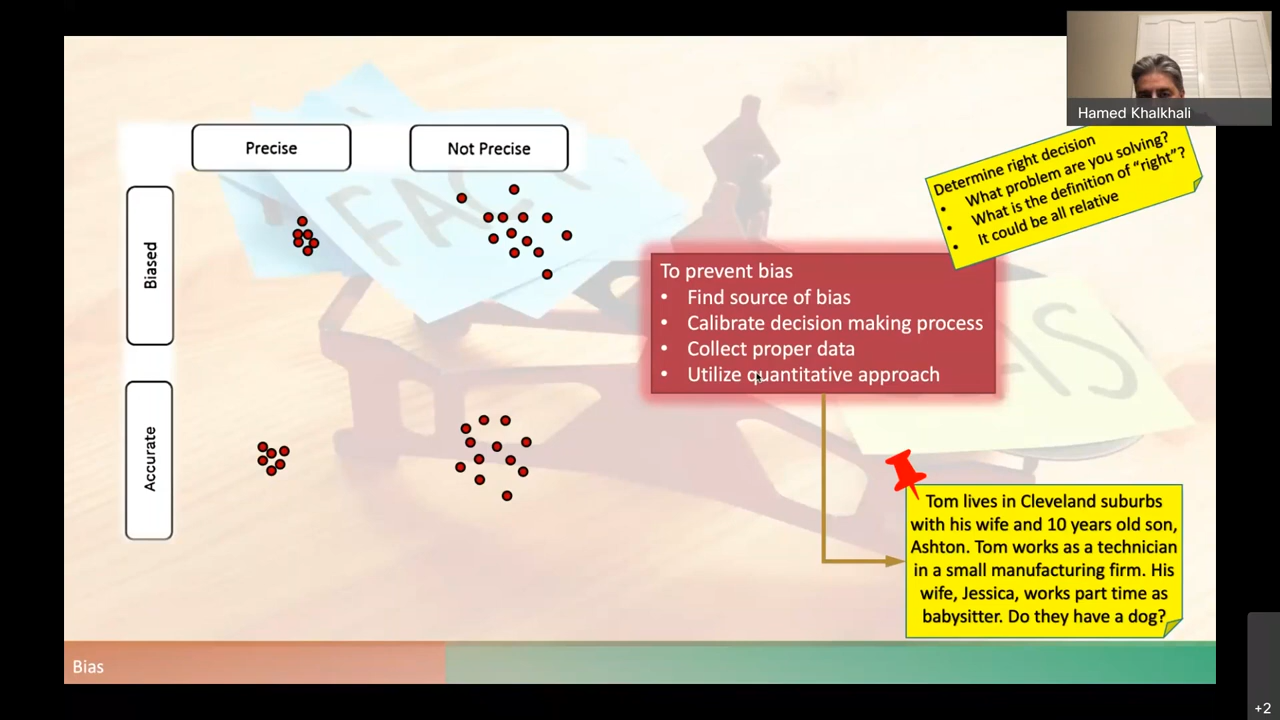 Hamed Khalkhali
Precise
Not Precise
Biased
Accurate
FACT
Determine right decision
• What problem are you solving?
• What is the definition of “right”?
• It could be all relative
To prevent bias
• Find source of bias
• Calibrate decision making process
• Collect proper data
• Utilize quantitative approach
AS
Tom lives in Cleveland suburbs
with his wife and 10 years old son,
Ashton. Tom works as a technician
in a small manufacturing firm. His
wife, Jessica, works part time as
babysitter. Do they have a dog?
Bias
+2